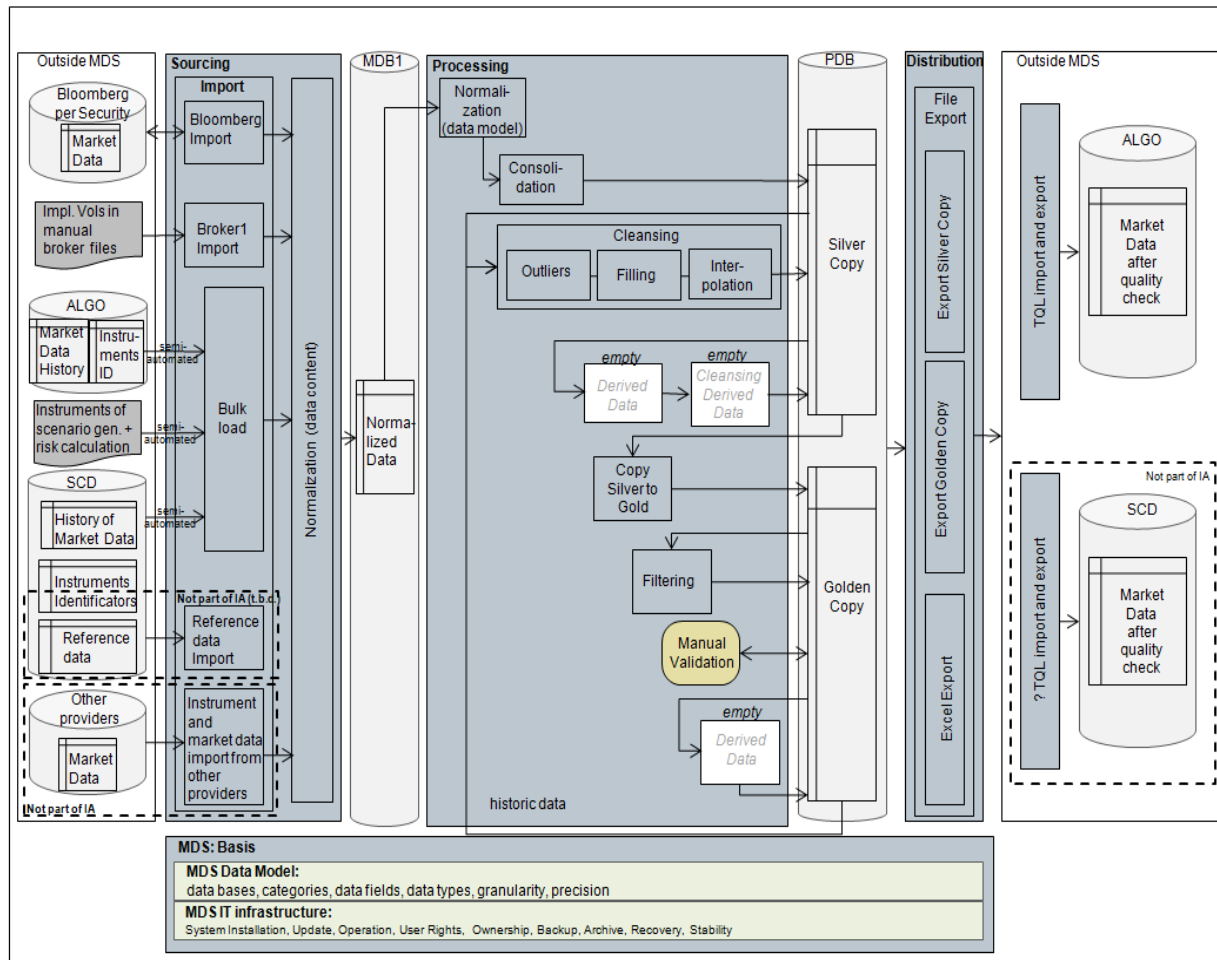 Outside MDS
Bloomberg
per Security
Market
Data
Impl. Vols in
manual
broker files
ALGO
Market
Data
History
Instru-
ments
ID
Instruments of
scenario gen. +
risk calculation
SCD
History of
Market Data
Instruments
Identificators
Reference
data
Other
providers
Market
Data
Not part of IA
Sourcing
Import
Bloomberg
Import
Broker1
Import
semi-
automated
semi-
automated
semi-
automated
Bulk
load
Not part of IA (t.b.d.)
Reference
data
Import
Instrument
and
market data
import from
other
providers
Normalization (data content)
MDB1
Norma-
lized
Data
Processing
Normali-
zation
(data model)
Consoli-
dation
Cleansing
Outliers
Filling
Inter-
polation
empty
Derived
Data
empty
Cleansing
Derived
Data
Copy
Silver to
Gold
Filtering
Manual
Validation
empty
Derived
Data
historic data
PDB
Silver
Copy
Golden
Copy
Distribution
File
Export
Export Silver Copy
Export Golden Copy
Excel Export
Outside MDS
TQL import and export
ALGO
Market
Data
after
quality
check
Not part of IA
? TQL import and export
SCD
Market
Data
after
quality
check
MDS: Basis
MDS Data Model:
data bases, categories, data fields, data types, granularity, precision
MDS IT infrastructure:
System Installation, Update, Operation, User Rights, Ownership, Backup, Archive, Recovery, Stability